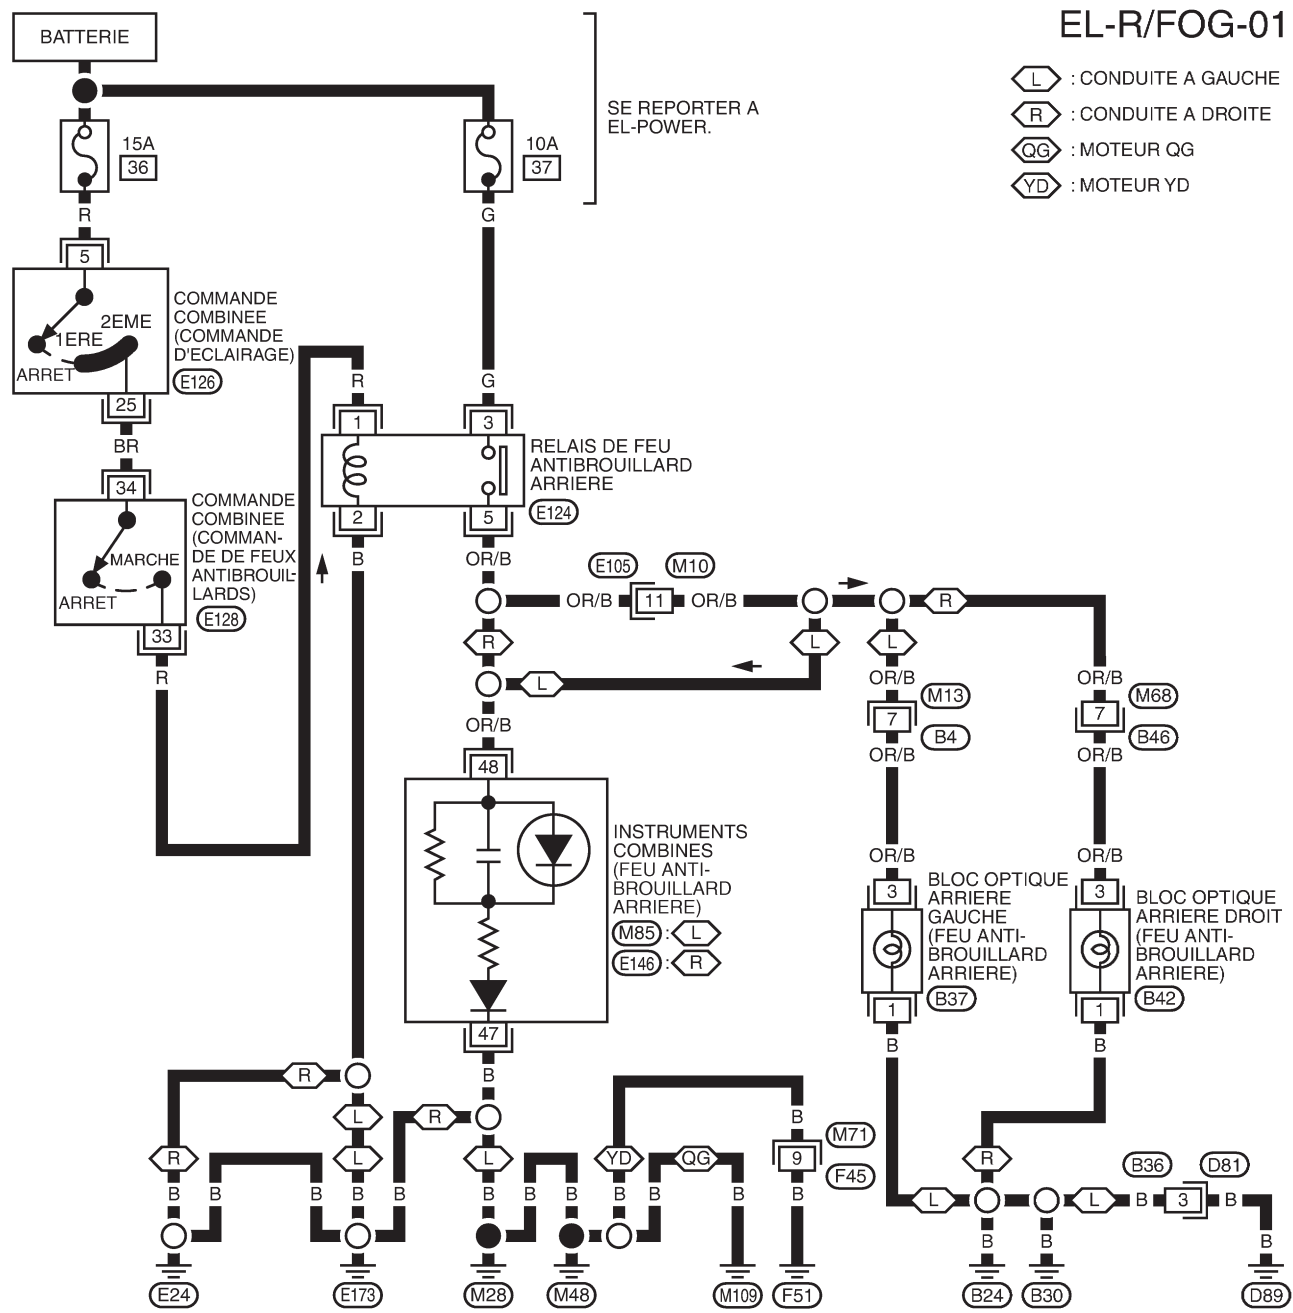 EL-R/FOG-01
BATTERIE
L : CONDUITE A GAUCHE
R : CONDUITE A DROITE
QG : MOTEUR QG
YD : MOTEUR YD
SE REPORTER A
EL-POWER.
15A
36
10A
37
R
G
5
COMMANDE
COMBINEE
(COMMANDE
D'ECLAIRAGE)
E126
2EME
1ERE
ARRET
25
BR
34
COMMANDE
COMBINEE
(COMMAN-
DE DE FEUX
ANTIBROUIL-
LARDS)
E128
MARCHE
ARRET
33
R
R
G
1
3
RELAIS DE FEU
ANTIBROUILLARD
ARRIERE
E124
2
5
B
OR/B
E105
M10
OR/B
11
OR/B
R
R
L
L
L
OR/B
OR/B
OR/B
M13
7
B4
OR/B
M68
7
B46
OR/B
48
INSTRUMENTS
COMBINES
(FEU ANTI-
BROUILLARD
ARRIERE)
M85 : L
E146 : R
47
OR/B
OR/B
3
3
BLOC OPTIQUE
ARRIERE
GAUCHE
(FEU ANTI-
BROUILLARD
ARRIERE)
B37
BLOC OPTIQUE
ARRIERE DROIT
(FEU ANTI-
BROUILLARD
ARRIERE)
B42
1
1
B
B
B
R
L
R
B
M71
9
F45
R
L
L
YD
QG
R
B36
D81
B
B
B
B
B
B
B
B
B
B
B
B
L
L
B
3
B
B
B
B
E24
E173
M28
M48
M109
F51
B24
B30
D89